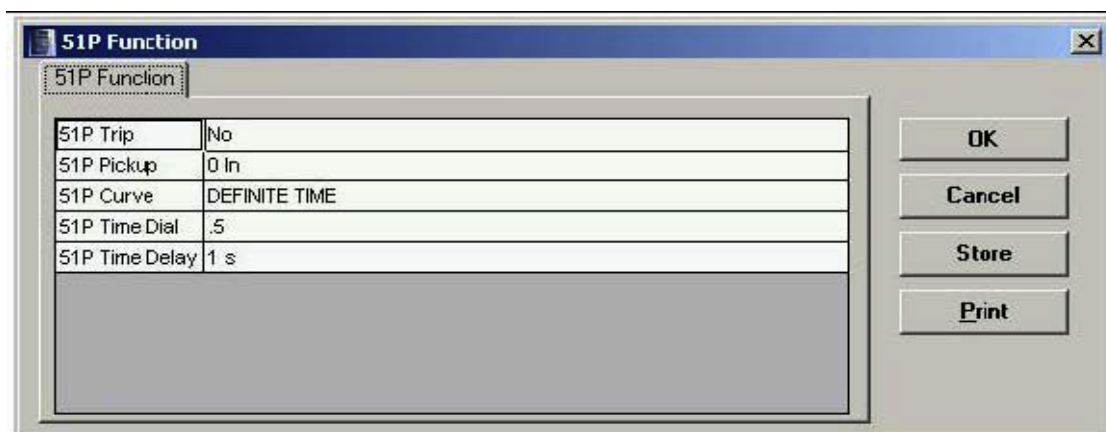 51P Function
51P Function
51P Trip No
51P Pickup 0 In
51P Curve DEFINITE TIME
51P Time Dial .5
51P Time Delay 1 s
OK
Cancel
Store
Print